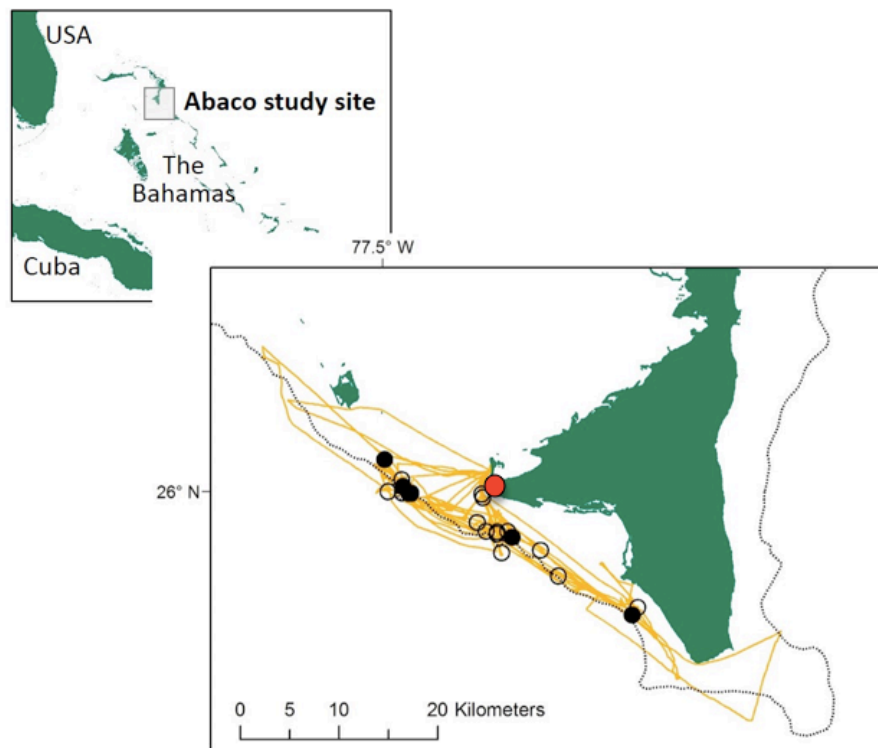 USA
Abaco study site
The
Bahamas
Cuba
77.5° W
26° N
0 5 10 20 Kilometers